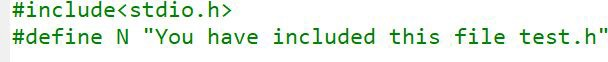 #include<stdio.h>
#define N "You have included this file test.h"